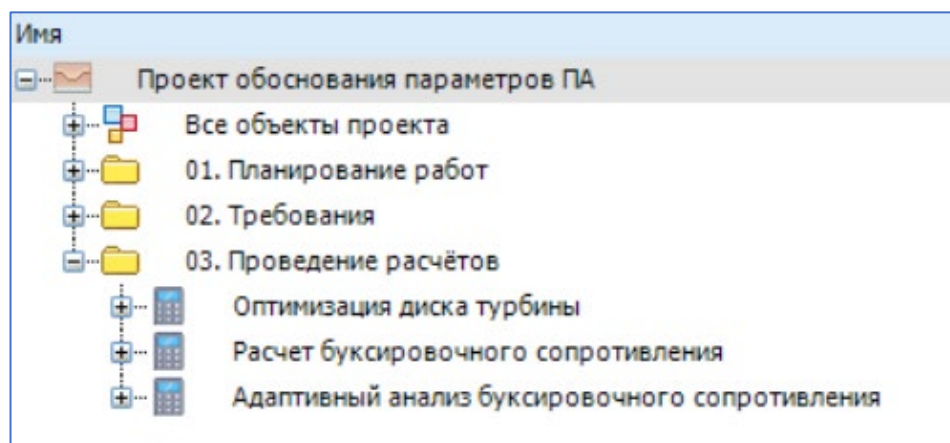 Имя
Проект обоснования параметров ПА
Все объекты проекта
01. Планирование работ
02. Требования
03. Проведение расчётов
Оптимизация диска турбины
Расчет буксировочного сопротивления
Адаптивный анализ буксировочного сопротивления